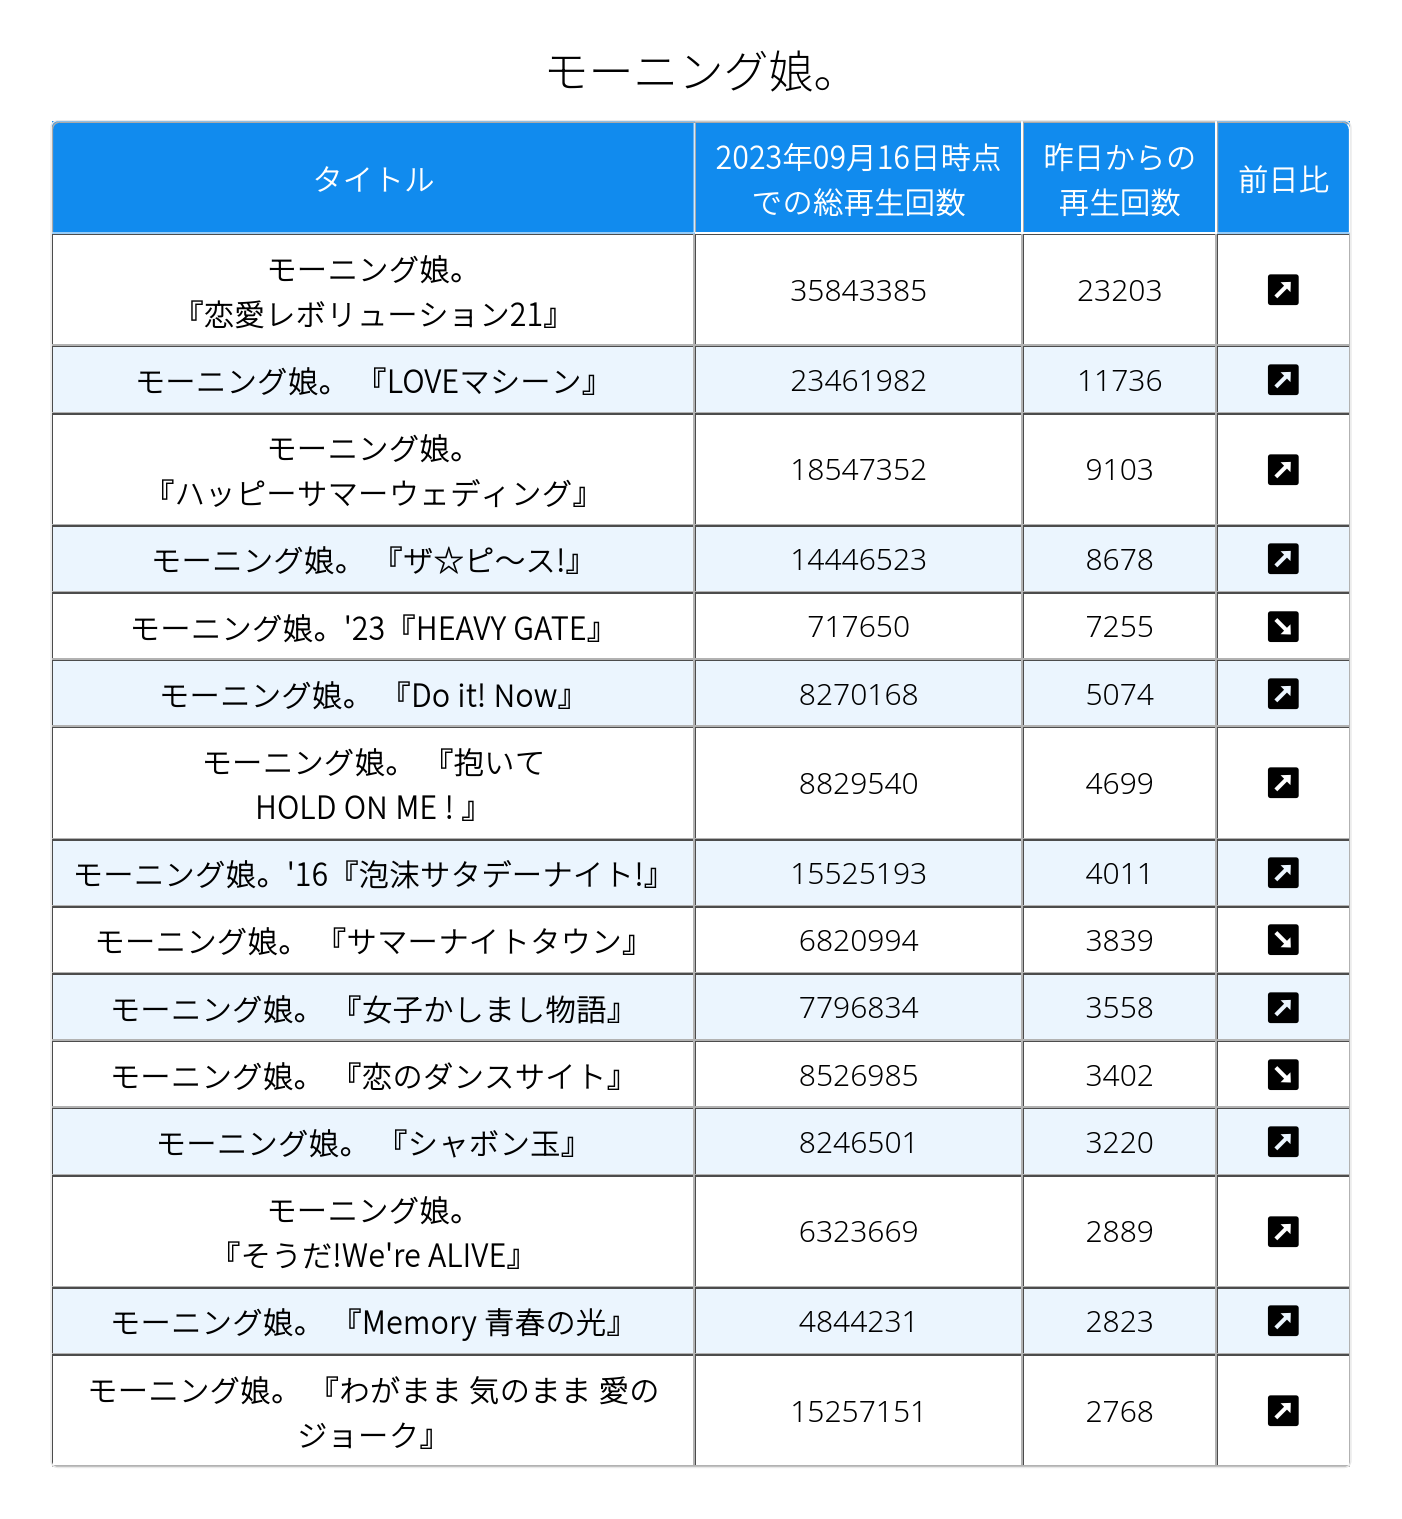 モーニング娘。
タイトル
2023年09月16日時点
での総再生回数
昨日からの
再生回数
前日比
モーニング娘。
『恋愛レボリューション21』
35843385
23203
モーニング娘。 『LOVEマシーン』
23461982
11736
モーニング娘。
『ハッピーサマーウェディング』
18547352
9103
モーニング娘。 『ザ☆ピ〜ス!』
14446523
8678
モーニング娘。'23『HEAVY GATE』
717650
7255
モーニング娘。 『Do it! Now』
8270168
5074
モーニング娘。 『抱いて
HOLD ON ME ! 』
8829540
4699
モーニング娘。'16『泡沫サタデーナイト!』
15525193
4011
モーニング娘。 『サマーナイトタウン』
6820994
3839
モーニング娘。 『女子かしまし物語』
7796834
3558
モーニング娘。 『恋のダンスサイト』
8526985
3402
モーニング娘。 『シャボン玉』
8246501
3220
モーニング娘。
『そうだ!We're ALIVE』
6323669
2889
モーニング娘。 『Memory 青春の光』
4844231
2823
モーニング娘。 『わがまま 気のまま 愛の
ジョーク』
15257151
2768